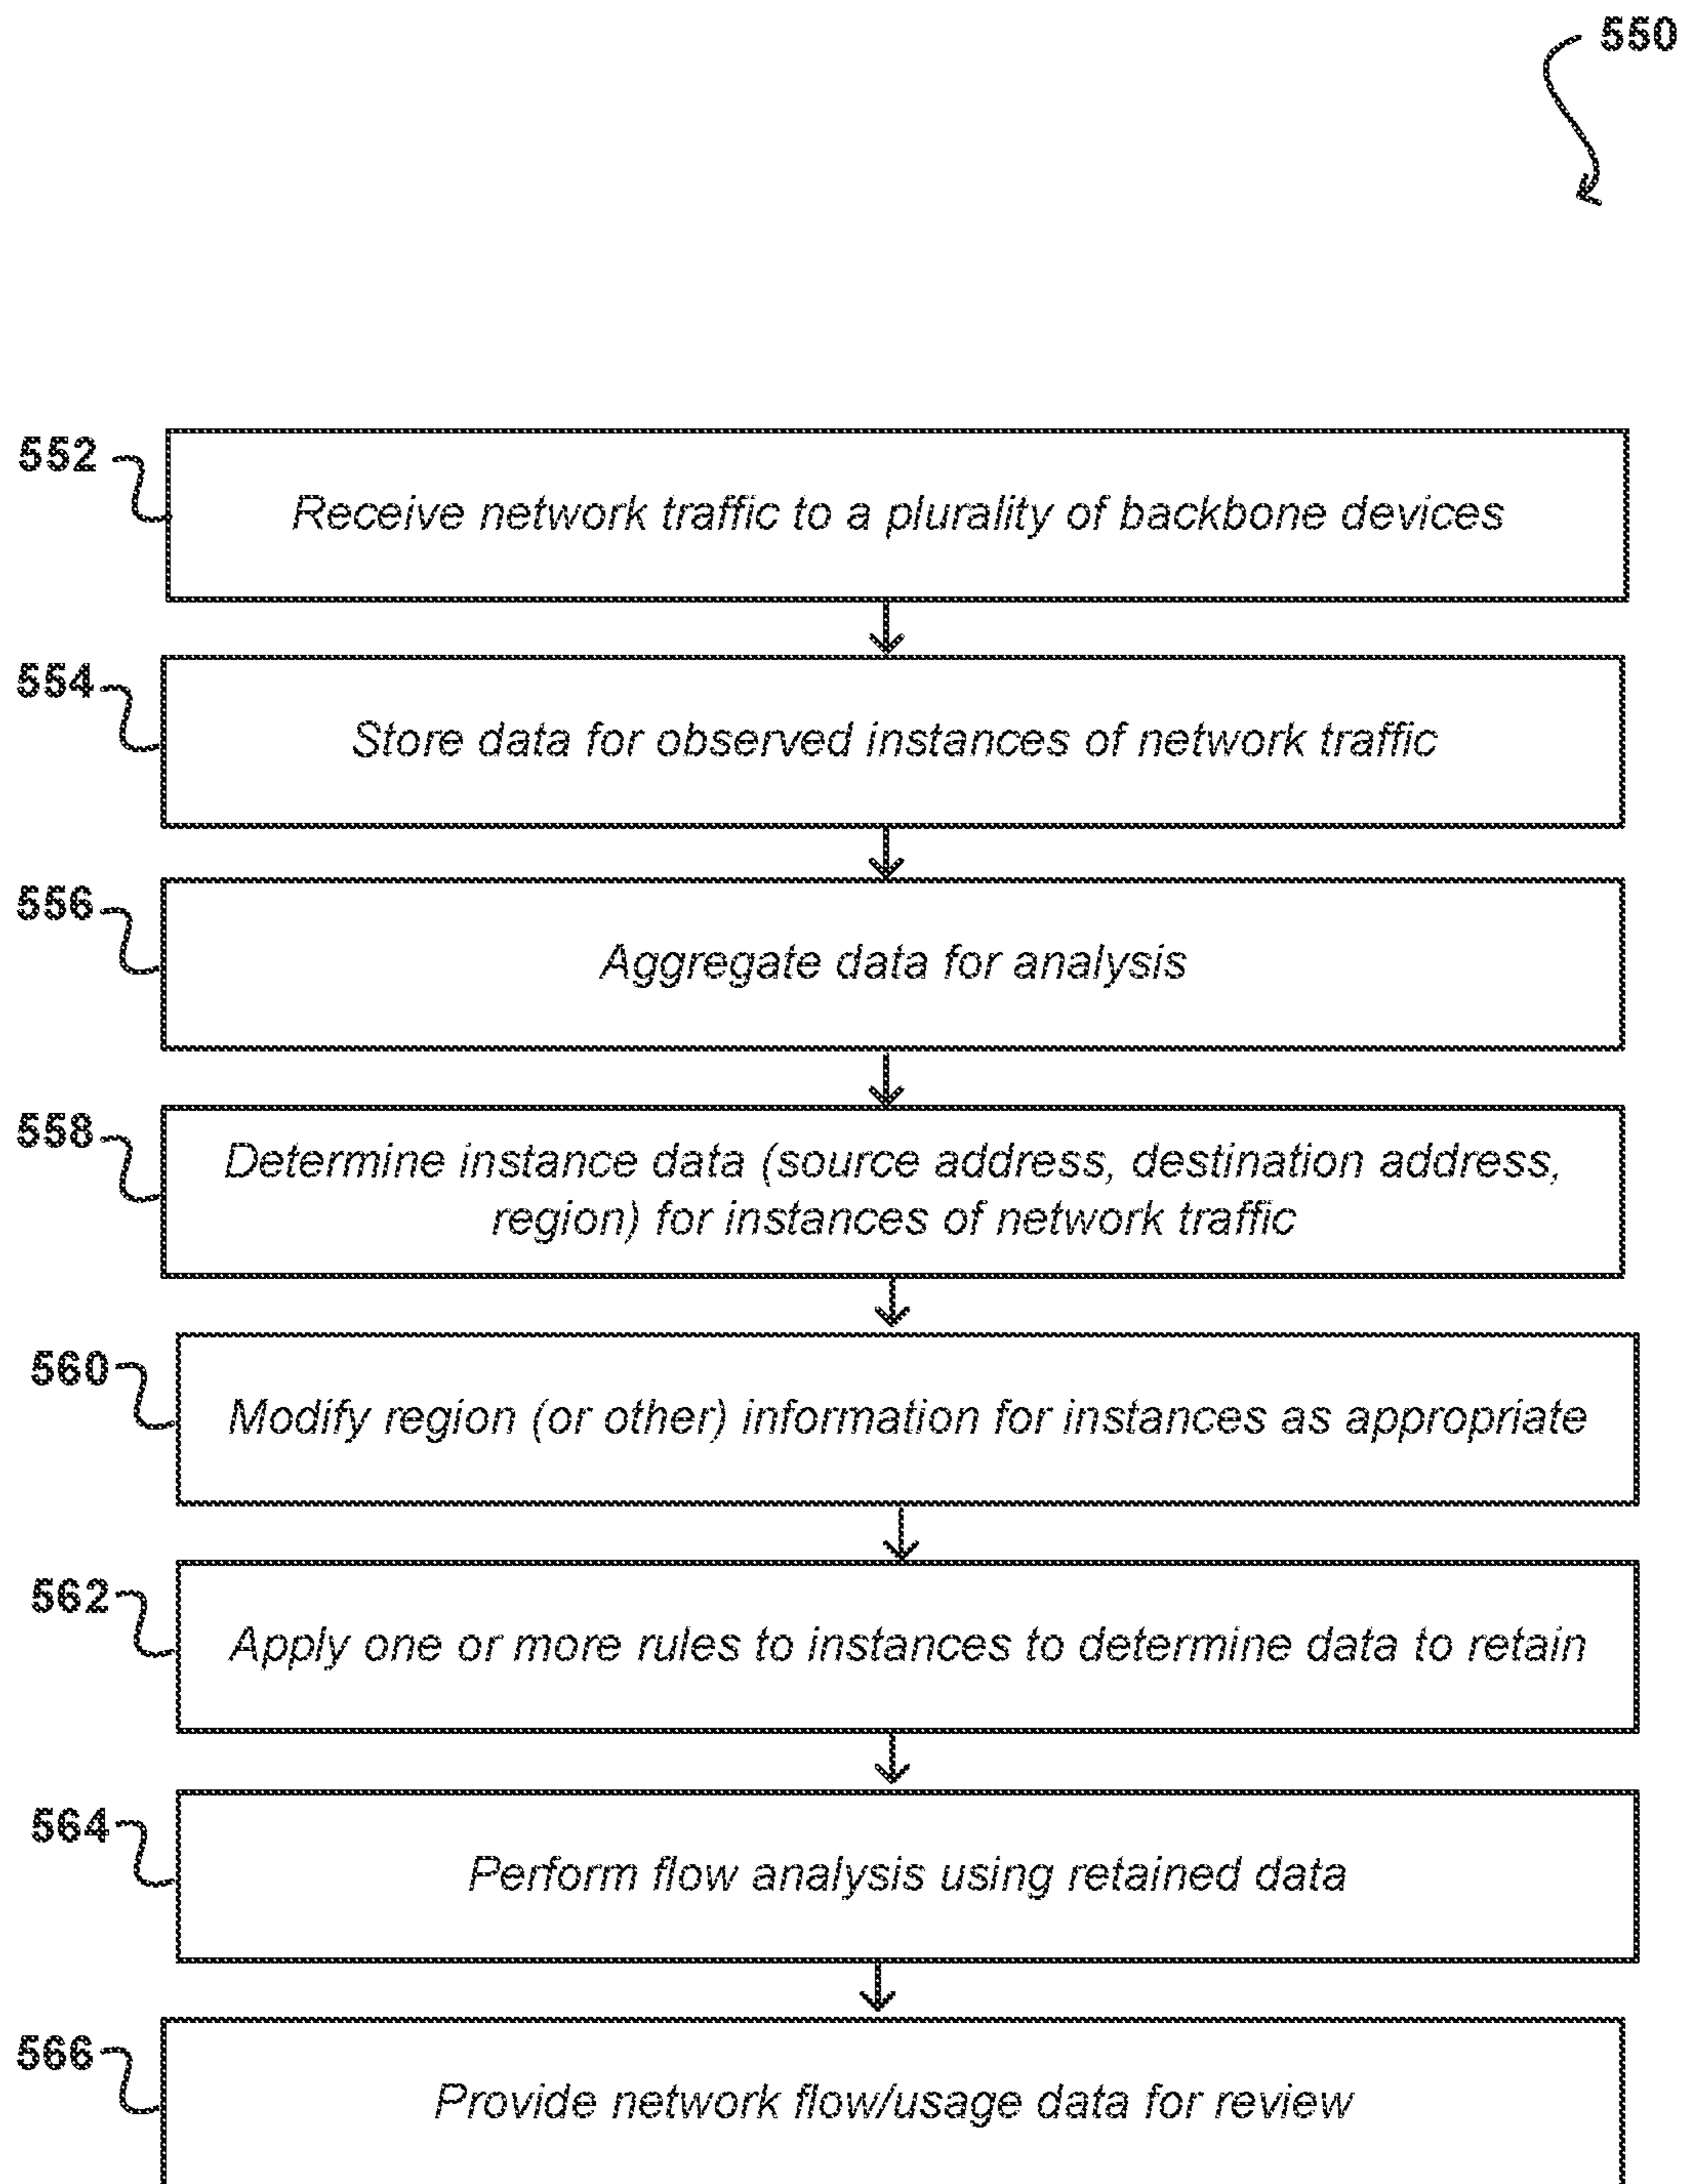 550
552
Receive network traffic to a plurality of backbone devices
554
Store data for observed instances of network traffic
556
Aggregate data for analysis
558
Determine instance data (source address, destination address,
region) for instances of network traffic
560
Modify region (or other) information for instances as appropriate
562
Apply one or more rules to instances to determine data to retain
564
Perform flow analysis using retained data
566
Provide network flow/usage data for review